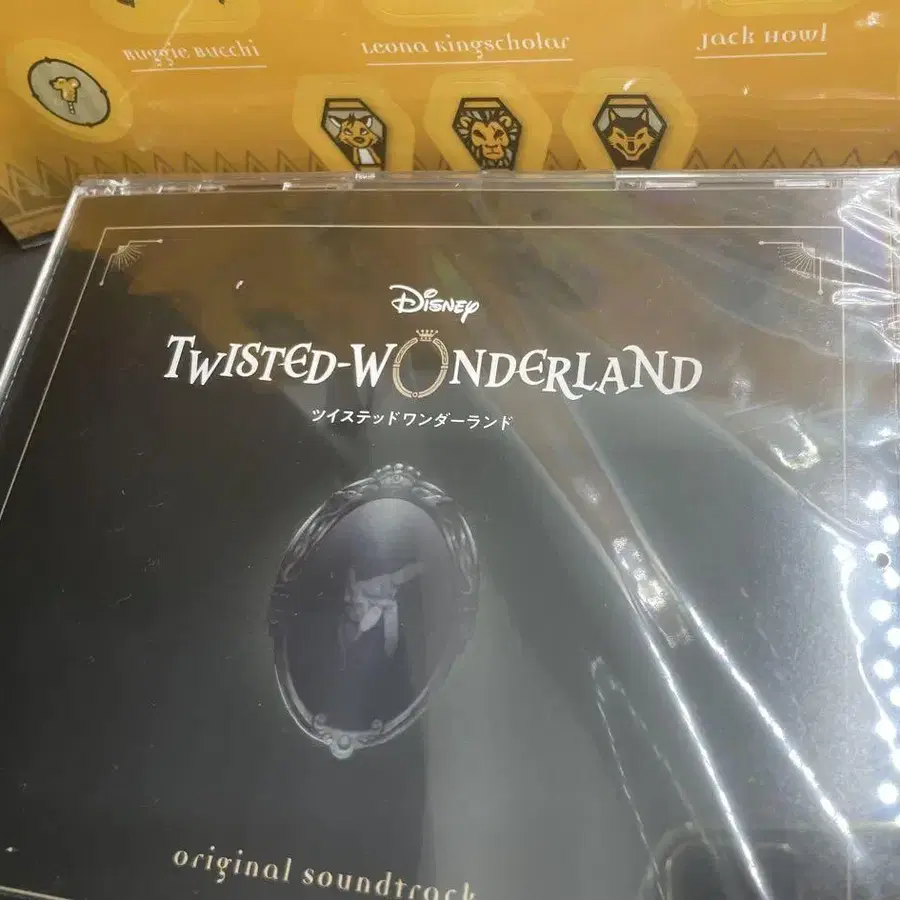 Ruggie Bucchi
Leona Kingscholar
Jack Howl
Disney
TWISTED-WONDERLAND
ツイステッドワンダーランド
original soundtrack